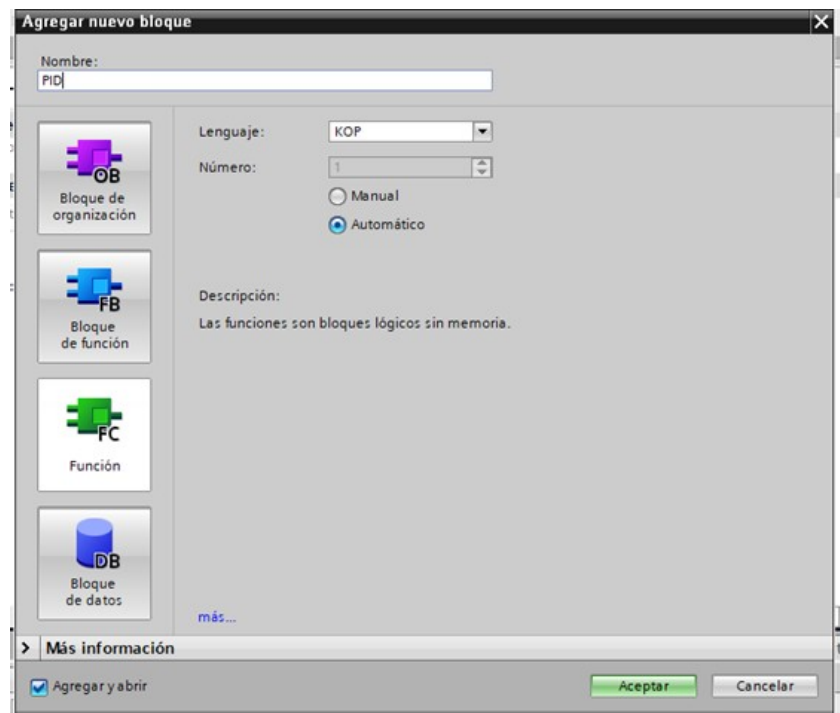 Agregar nuevo bloque
Nombre:
PID
OB
Bloque de
organización
FB
Bloque
de función
FC
Función
DB
Bloque
de datos
Lenguaje: KOP
Número: 1
Manual
Automático
Descripción:
Las funciones son bloques lógicos sin memoria.
más...
Más información
Agregar y abrir
Aceptar
Cancelar